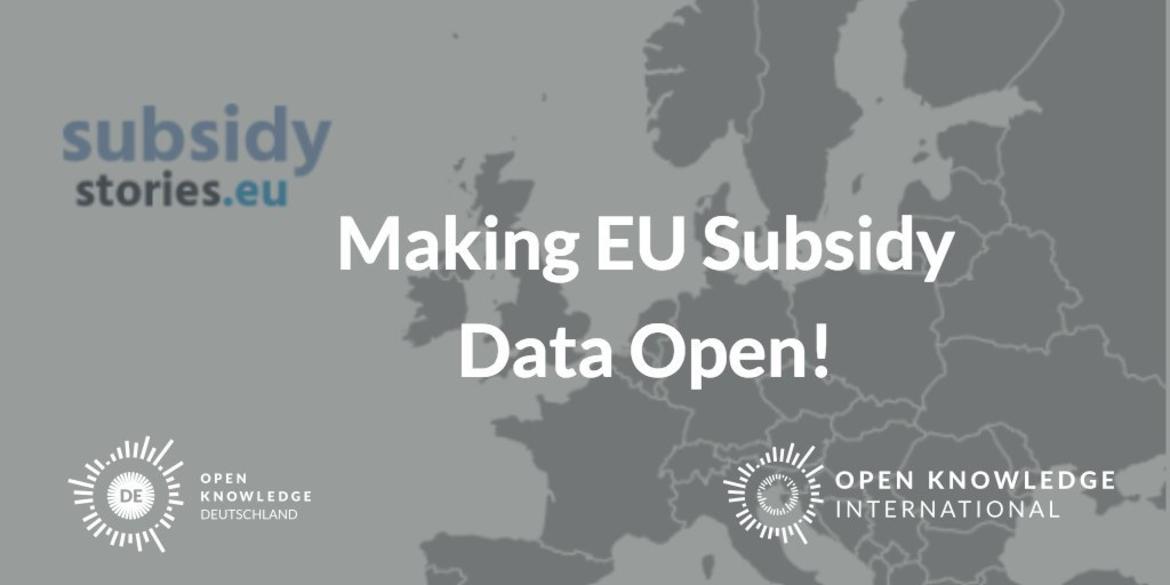 subsidy
stories.eu
Making EU Subsidy
Data Open!
DE
OPEN
KNOWLEDGE
DEUTSCHLAND
OPEN KNOWLEDGE
INTERNATIONAL